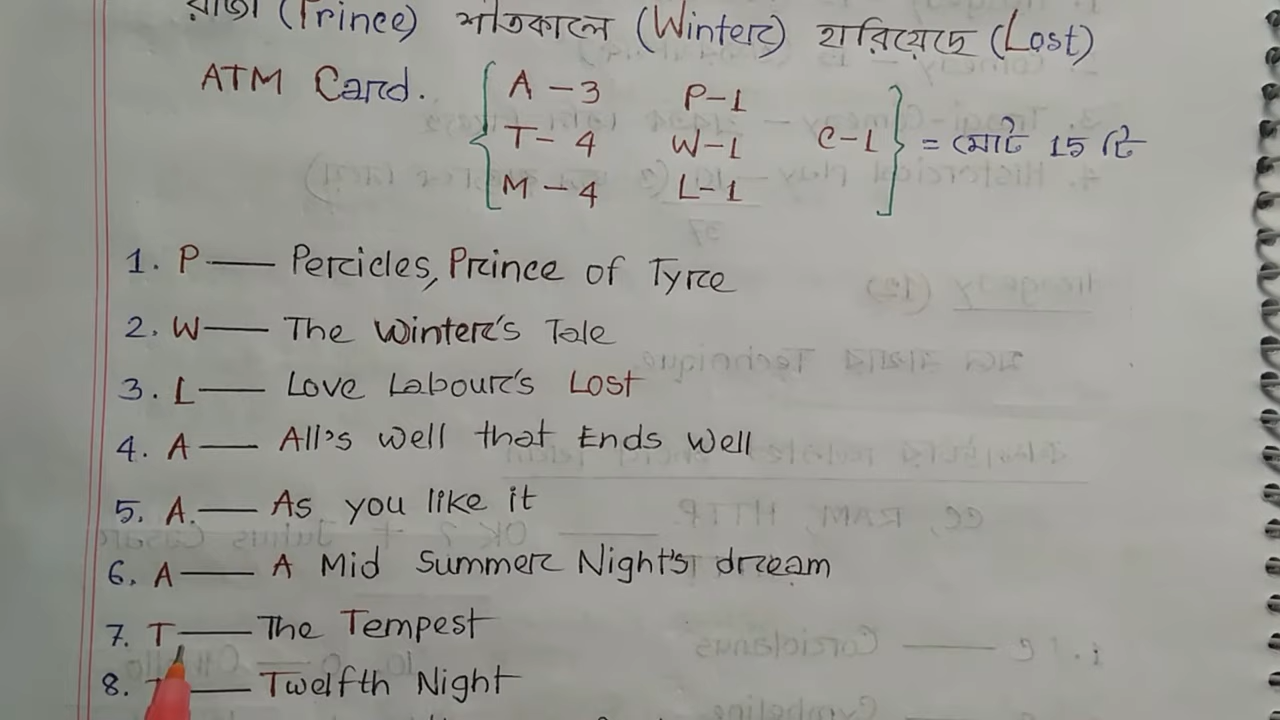 রাজা (Prince) শীতকালে (Winter) হারিয়েছে (Lost)
ATM Card.
A – 3 P – 1
T – 4 W – 1 C – 1 = মোট 15 টি
M – 4 L – 1
1. P — Pericles, Prince of Tyre
2. W — The Winter's Tale
3. L — Love Labour's Lost
4. A — All's well that Ends well
5. A — As you like it
6. A — A Mid Summer Night's dream
7. T — The Tempest
8. — Twelfth Night